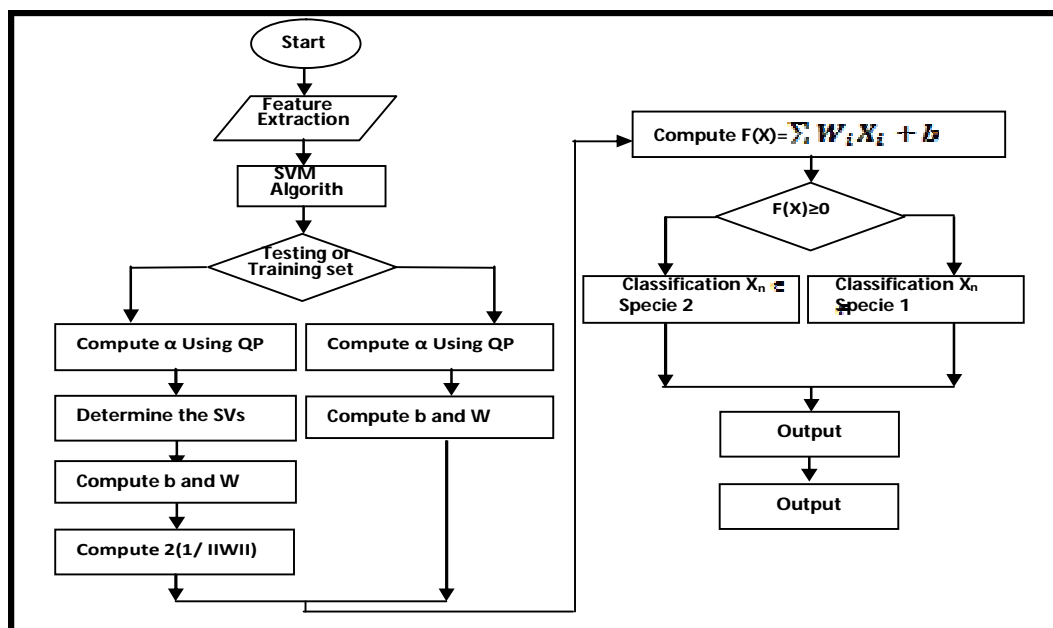 Start
Feature
Extraction
SVM
Algorith
Testing or
Training set
Compute α Using QP
Determine the SVs
Compute b and W
Compute 2(1/ IIWII)
Compute α Using QP
Compute b and W
Compute F(X)=∑ W_i X_i + b
F(X)≥0
Classification Xₙ =
Specie 2
Classification Xₙ
Specie 1
Output
Output